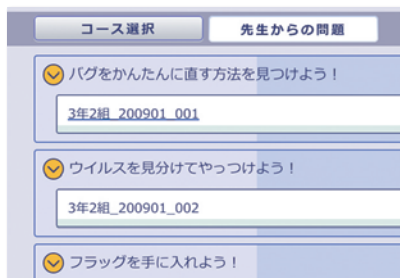 コース選択
先生からの問題
バグをかんたんに直す方法を見つけよう！
3年2組_200901_001
ウイルスを見分けてやっつけよう！
3年2組_200901_002
フラッグを手に入れよう！